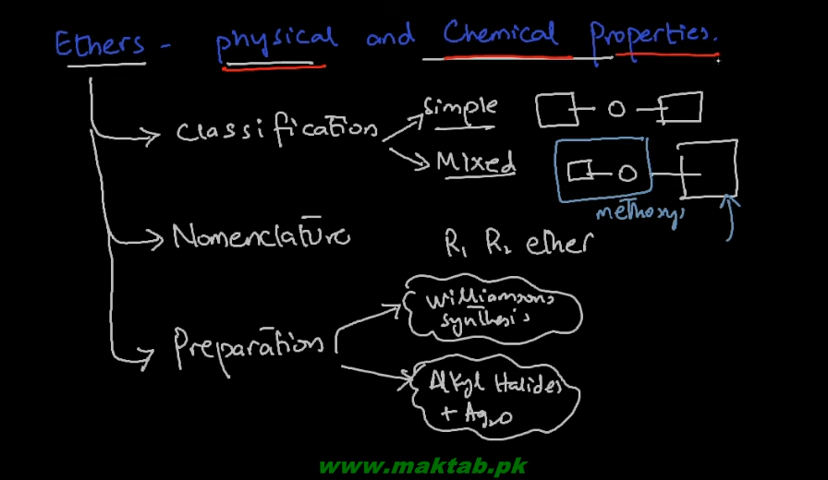 Ethers - physical and Chemical Properties.
Classification
simple
O
Mixed
O
methoxy
Nomenclature
R₁ R₂ ether
Preparation
Williamsons
synthesis
Alkyl Halides
+ Ag₂O
www.maktab.pk